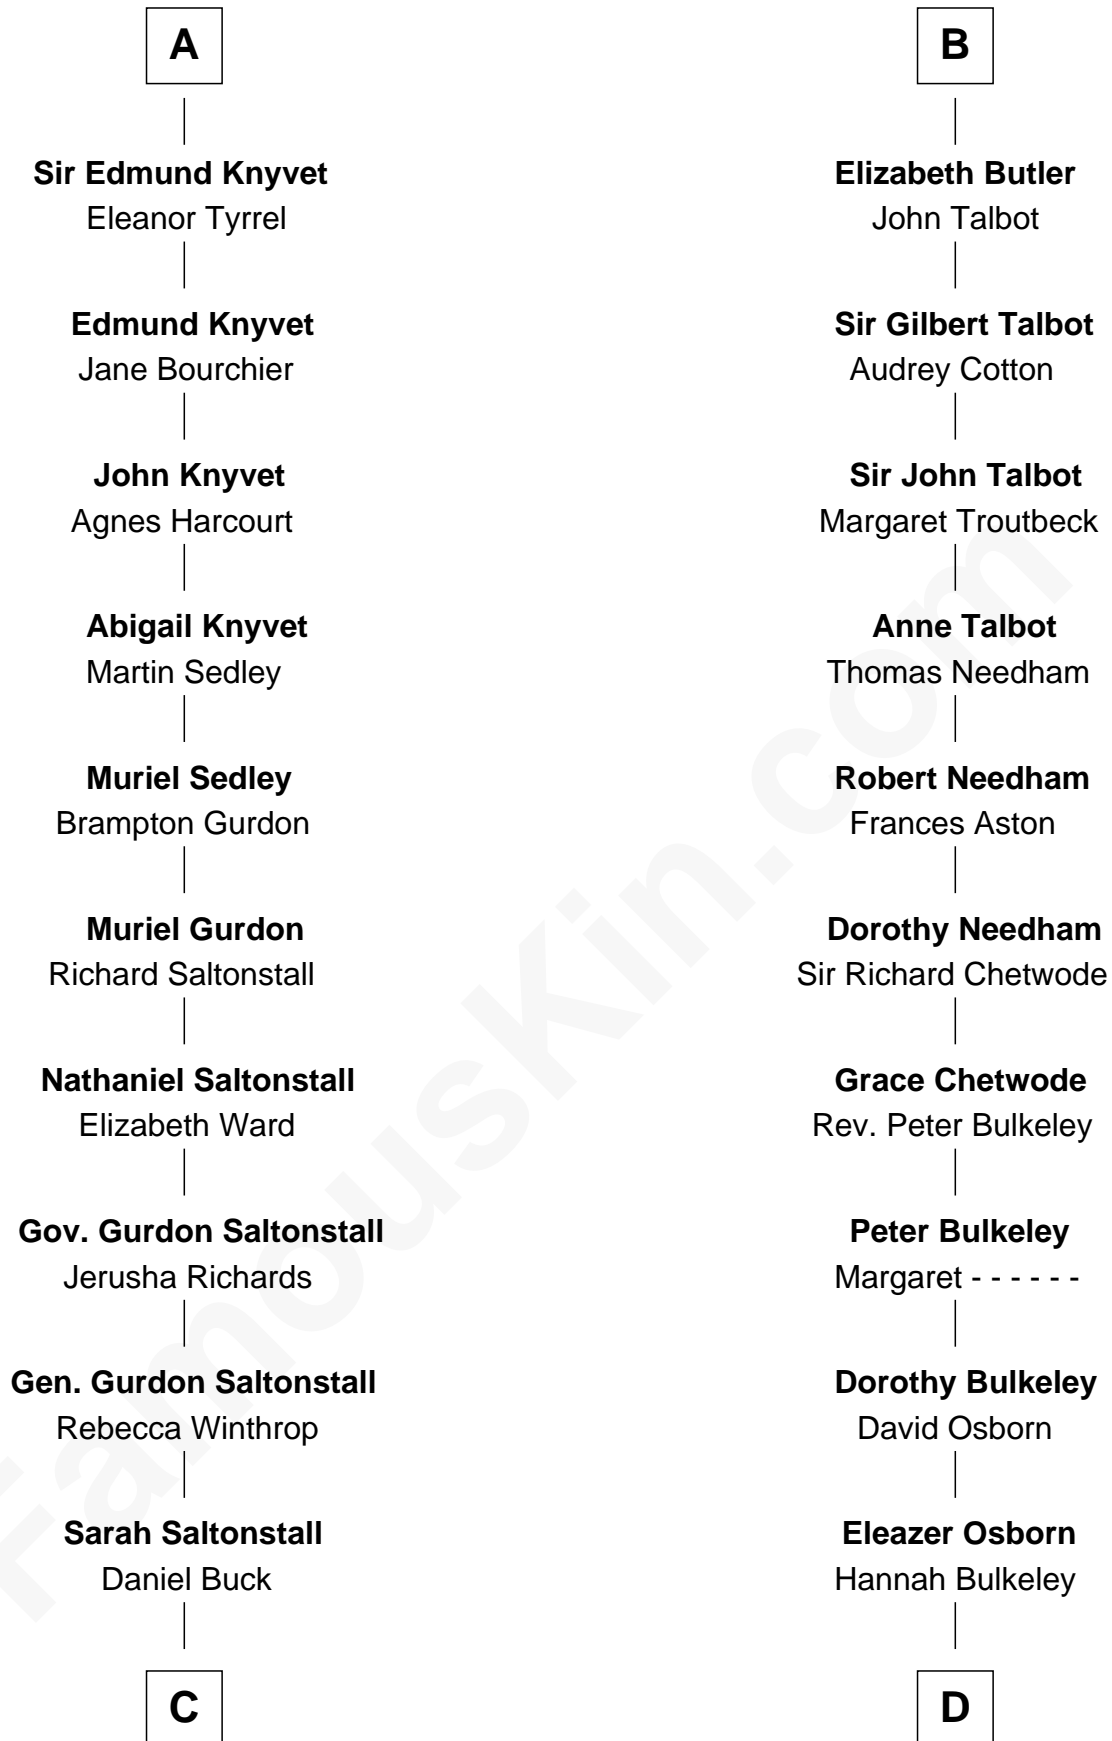 A
Sir Edmund Knyvet
Eleanor Tyrrel
Edmund Knyvet
Jane Bourchier
John Knyvet
Agnes Harcourt
Abigail Knyvet
Martin Sedley
Muriel Sedley
Brampton Gurdon
Muriel Gurdon
Richard Saltonstall
Nathaniel Saltonstall
Elizabeth Ward
Gov. Gurdon Saltonstall
Jerusha Richards
Gen. Gurdon Saltonstall
Rebecca Winthrop
Sarah Saltonstall
Daniel Buck
C
B
Elizabeth Butler
John Talbot
Sir Gilbert Talbot
Audrey Cotton
Sir John Talbot
Margaret Troutbeck
Anne Talbot
Thomas Needham
Robert Needham
Frances Aston
Dorothy Needham
Sir Richard Chetwode
Grace Chetwode
Rev. Peter Bulkeley
Peter Bulkeley
Margaret - - - - - -
Dorothy Bulkeley
David Osborn
Eleazer Osborn
Hannah Bulkeley
D
FamousKin.com